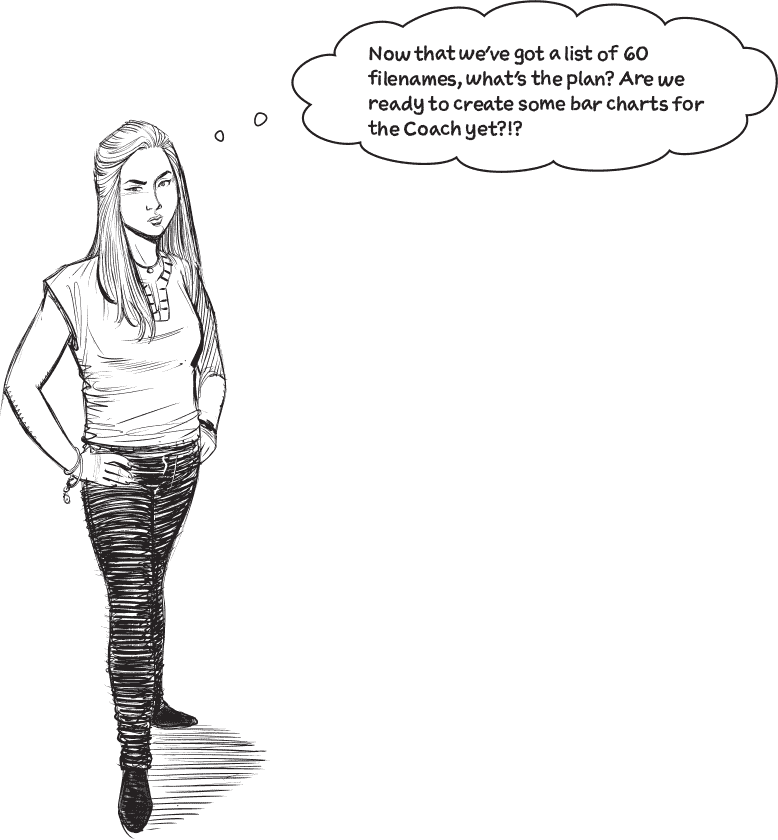 Now that we've got a list of 60
filenames, what's the plan? Are we
ready to create some bar charts for
the Coach yet?!?